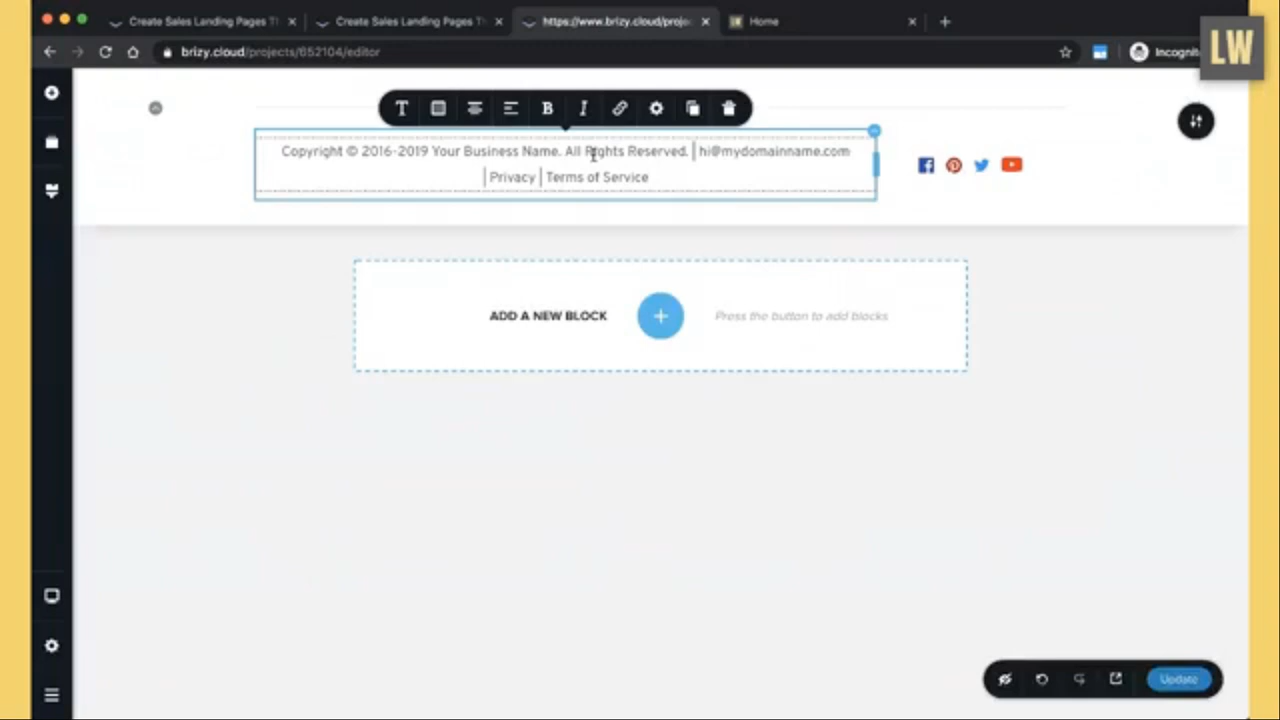 Create Sales Landing Pages T
Create Sales Landing Pages T
https://www.brizy.cloud/projec
LW Home
brizy.cloud/projects/652104/editor
Incognit
LW
Copyright © 2016-2019 Your Business Name. All Rights Reserved. | hi@mydomainname.com
| Privacy | Terms of Service
ADD A NEW BLOCK
Press the button to add blocks
Update